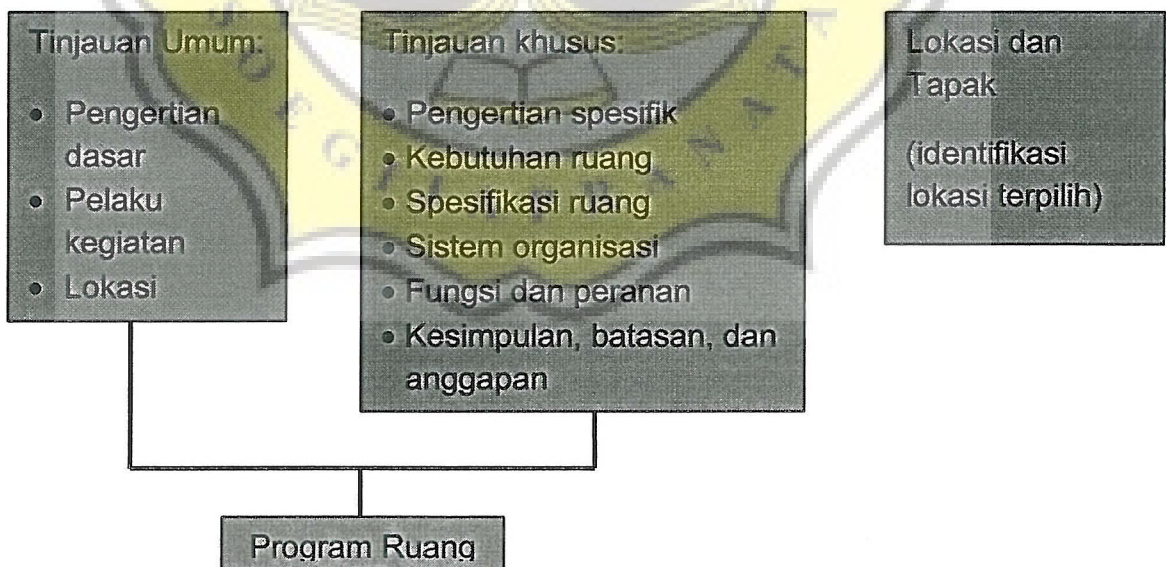 Tinjauan Umum:
• Pengertian
dasar
• Pelaku
kegiatan
• Lokasi
Tinjauan khusus:
• Pengertian spesifik
• Kebutuhan ruang
• Spesifikasi ruang
• Sistem organisasi
• Fungsi dan peranan
• Kesimpulan, batasan, dan
anggapan
Lokasi dan
Tapak
(identifikasi
lokasi terpilih)
Program Ruang